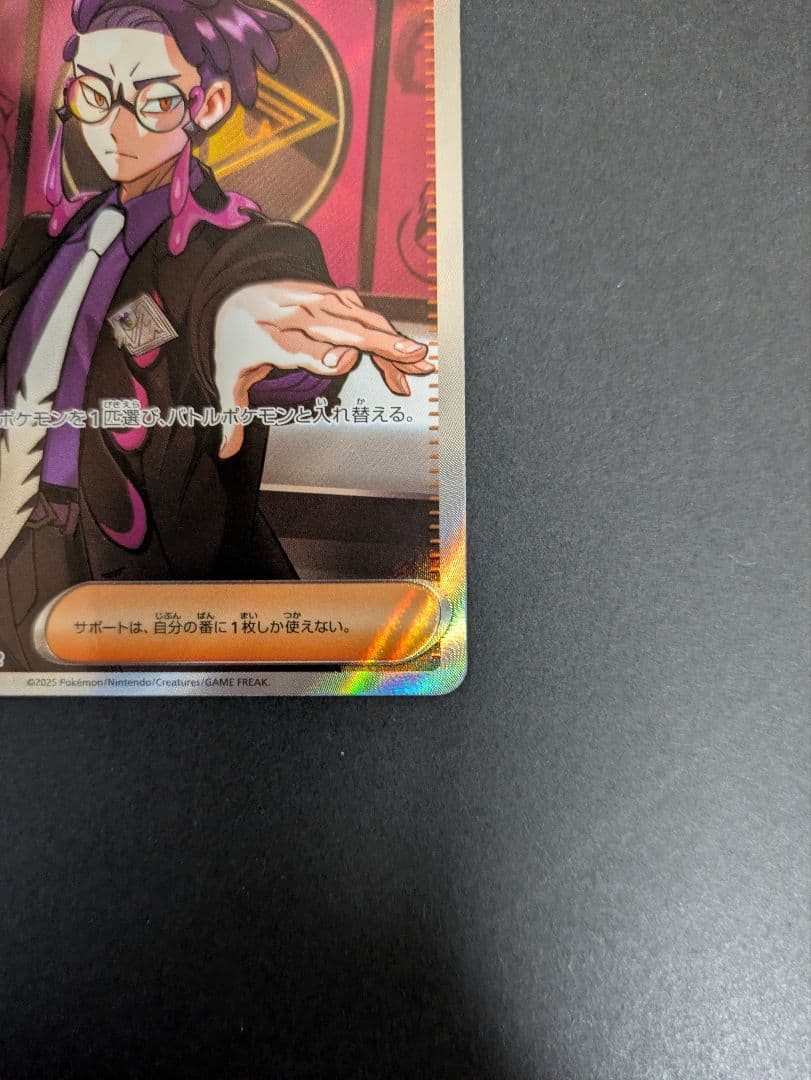 ポケモンを1匹選び、バトルポケモンと入れ替える。
サポートは、自分の番に1枚しか使えない。
©2025 Pokémon/Nintendo/Creatures/GAME FREAK.